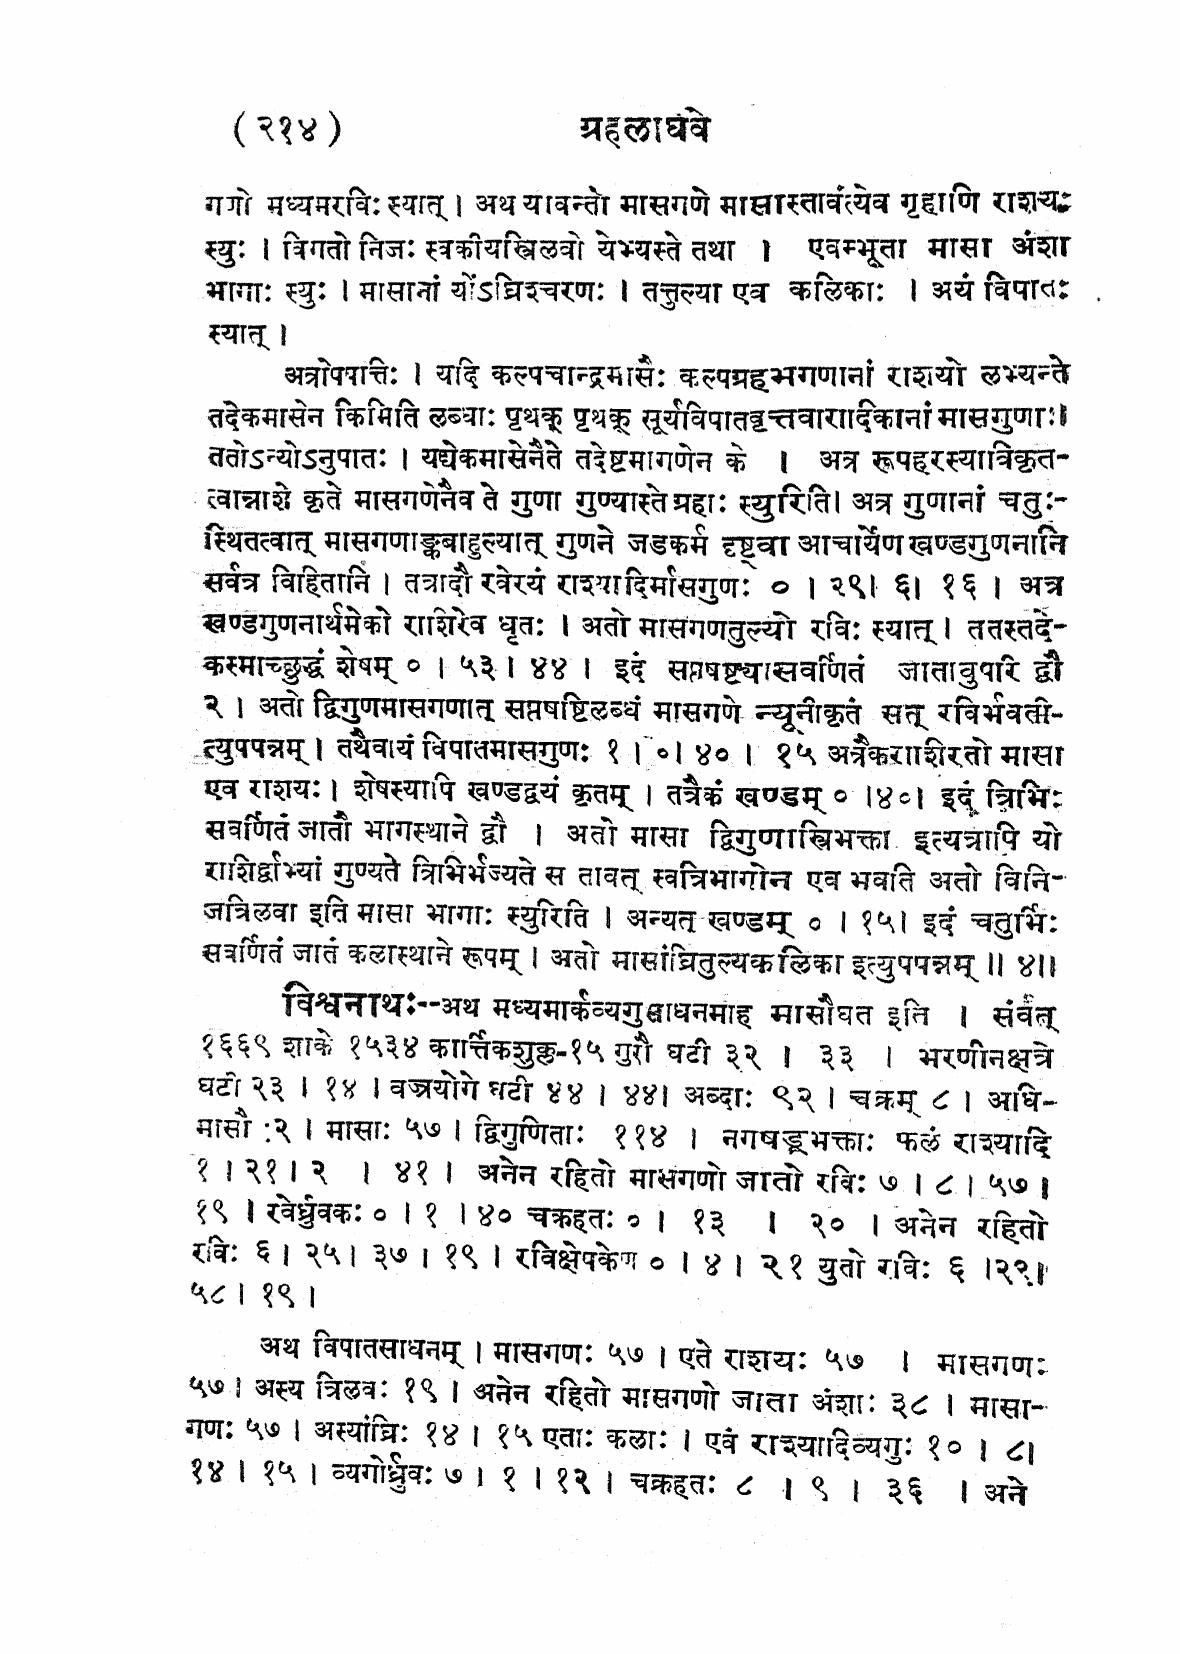 ( २१४ ) ग्रहलाघवे
गगो मध्यमरविः स्यात् । अथ यावन्तो मासगणे मासास्तावंत्येव गृहाणि राशयः
स्युः । विगतो निजः स्वकीयस्त्रिलवो येभ्यस्ते तथा । एवम्भूता मासा अंशा
भागाः स्युः । मासानां योंऽघ्रिश्चरणः । तत्तुल्या एव कलिकाः । अयं विपातः
स्यात् ।
अत्रोपपात्तिः । यदि कल्पचान्द्रमासैः कल्पग्रहभगणानां राशयो लभ्यन्ते
तदेकमासेन किमिति लब्धाः पृथक् पृथक् सूर्यविपातवृत्तवारादिकानां मासगुणाः।
ततोऽन्योऽनुपातः । यद्येकमासेनैते तदेष्टमागणेन के । अत्र रूपहरस्याविकृत-
त्वान्नाशे कृते मासगणेनैव ते गुणा गुण्यास्ते ग्रहाः स्युरिति। अत्र गुणानां चतुः-
स्थितत्वात् मासगणाङ्कबाहुल्यात् गुणने जडकर्म दृष्ट्वा आचार्येण खण्डगुणनानि
सर्वत्र विहितानि । तत्रादौ रवेरयं राश्यादिर्मासगुणः ० । २९। ६। १६ । अत्र
खण्डगुणनार्थमेको राशिरेव धृतः । अतो मासगणतुल्यो रविः स्यात् । ततस्तदे-
कस्माच्छुद्धं शेषम् ० । ५३ । ४४ । इदं सप्तषष्ट्यासवर्णितं जातावुपरि द्वौ
२ । अतो द्विगुणमासगणात् सप्तषष्टिलब्धं मासगणे न्यूनीकृतं सत् रविर्भवती-
त्युपपन्नम् । तथैवायं विपातमासगुणः १ । ०। ४० । १५ अत्रैकराशिरतो मासा
एव राशयः । शेषस्यापि खण्डद्वयं कृतम् । तत्रैकं खण्डम् ० ।४०। इदं त्रिभिः
सवर्णितं जातौ भागस्थाने द्वौ । अतो मासा द्विगुणास्त्रिभक्ता इत्यत्रापि यो
राशिर्द्वाभ्यां गुण्यते त्रिभिर्भज्यते स तावत् स्वत्रिभागोन एव भवति अतो विनि-
जत्रिलवा इति मासा भागाः स्युरिति । अन्यत् खण्डम् ० । १५। इदं चतुर्भिः
सवर्णितं जातं कलास्थाने रूपम् । अतो मासांघ्रितुल्यकलिका इत्युपपन्नम् ॥ ४॥
विश्वनाथः--अथ मध्यमार्कव्यगुसाधनमाह मासौघत इति । संवत्
१६६९ शाके १५३४ कार्त्तिकशुक्ल-१५ गुरौ घटी ३२ । ३३ । भरणीनक्षत्रे
घटी २३ । १४ । वज्रयोगे घटी ४४ । ४४। अब्दाः ९२ । चक्रम् ८ । अधि-
मासौ :२ । मासाः ५७ । द्विगुणिताः ११४ । नगषड्भक्ताः फलं राश्यादि
१ । २१ । २ । ४१ । अनेन रहितो मासगणो जातो रविः ७ । ८ । ५७ ।
१९ । रवेर्ध्रुवकः ० । १ । ४० चक्रहतः ० । १३ । २० । अनेन रहितो
रविः ६ । २५। ३७ । १९ । रविक्षेपकेण ० । ४ । २१ युतो रविः ६ ।२९।
५८ । १९ ।
अथ विपातसाधनम् । मासगणः ५७ । एते राशयः ५७ । मासगणः
५७ । अस्य त्रिलवः १९ । अनेन रहितो मासगणो जाता अंशाः ३८ । मासा-
गणः ५७ । अस्यांघ्रिः १४ । १५ एताः कलाः । एवं राश्यादिव्यगुः १० । ८।
१४ । १५ । व्यगोर्ध्रुवः ७ । १ । १२ । चक्रहतः ८ । ९ । ३६ । अने